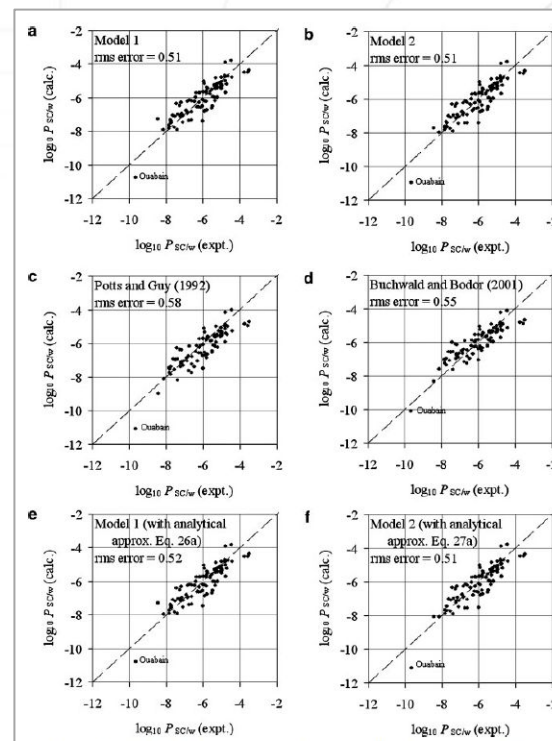 a
Model 1
rms error = 0.51
-2
-4
-6
-8
-10
-12
log10 PSC/w (calc.)
Ouabain
-12 -10 -8 -6 -4 -2
log10 PSC/w (expt.)
b
Model 2
rms error = 0.51
-2
-4
-6
-8
-10
-12
log10 PSC/w (calc.)
Ouabain
-12 -10 -8 -6 -4 -2
log10 PSC/w (expt.)
c
Potts and Guy (1992)
rms error = 0.58
-2
-4
-6
-8
-10
-12
log10 PSC/w (calc.)
Ouabain
-12 -10 -8 -6 -4 -2
log10 PSC/w (expt.)
d
Buchwald and Bodor (2001)
rms error = 0.55
-2
-4
-6
-8
-10
-12
log10 PSC/w (calc.)
Ouabain
-12 -10 -8 -6 -4 -2
log10 PSC/w (expt.)
e
Model 1 (with analytical
approx. Eq. 26a)
rms error = 0.52
-2
-4
-6
-8
-10
-12
log10 PSC/w (calc.)
Ouabain
-12 -10 -8 -6 -4 -2
log10 PSC/w (expt.)
f
Model 2 (with analytical
approx. Eq. 27a)
rms error = 0.51
-2
-4
-6
-8
-10
-12
log10 PSC/w (calc.)
Ouabain
-12 -10 -8 -6 -4 -2
log10 PSC/w (expt.)